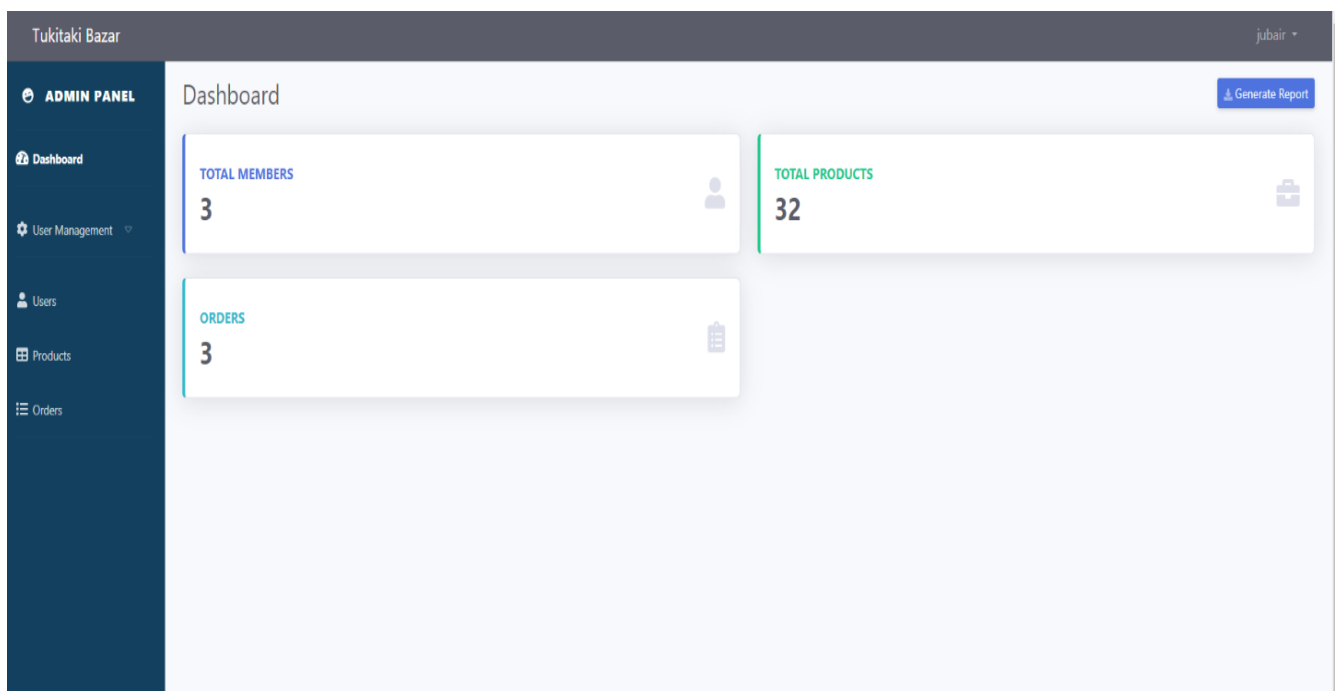 Tukitaki Bazar
jubair
ADMIN PANEL
Dashboard
User Management
Users
Products
Orders
Dashboard
Generate Report
TOTAL MEMBERS
3
TOTAL PRODUCTS
32
ORDERS
3